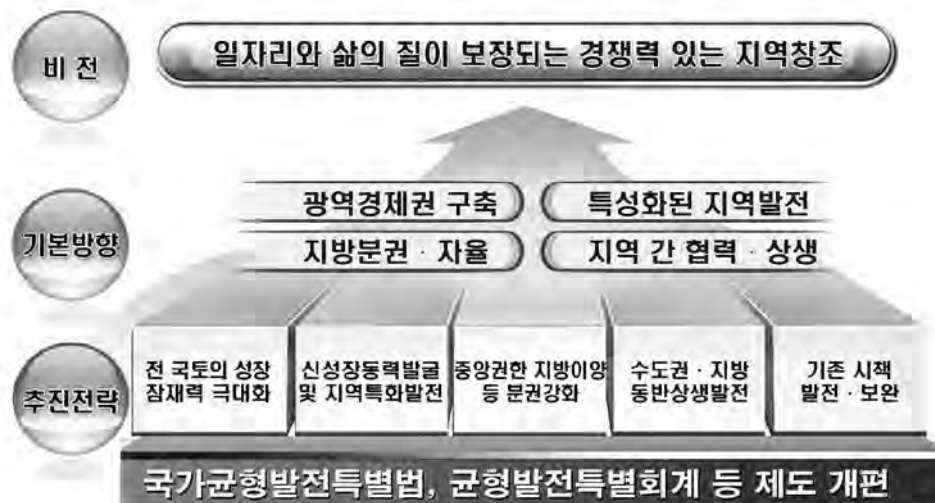 비 전
일자리와 삶의 질이 보장되는 경쟁력 있는 지역창조
기본방향
광역경제권 구축
특성화된 지역발전
지방분권 · 자율
지역 간 협력 · 상생
추진전략
전 국토의 성장
잠재력 극대화
신성장동력발굴
및 지역특화발전
중앙권한 지방이양
등 분권강화
수도권 · 지방
동반상생발전
기존 시책
발전 · 보완
국가균형발전특별법, 균형발전특별회계 등 제도 개편